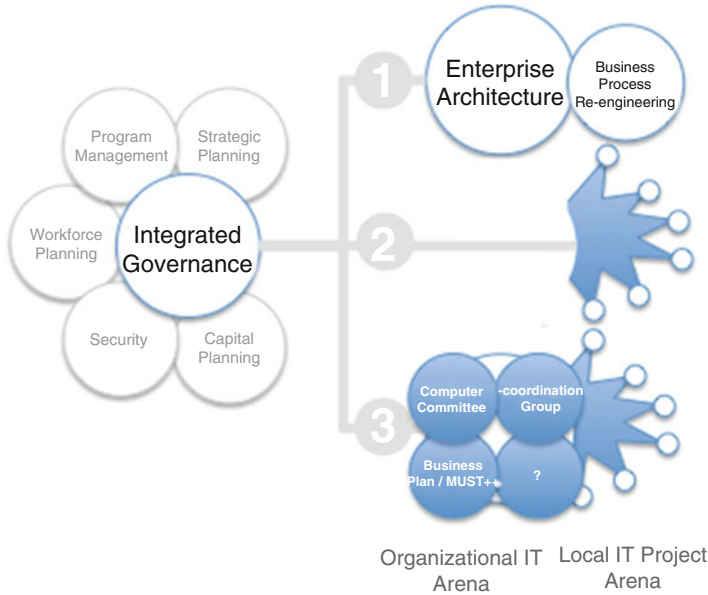 Program
Management
Strategic
Planning
Workforce
Planning
Integrated
Governance
Security
Capital
Planning
1
Enterprise
Architecture
Business
Process
Re-engineering
2
3
Computer
Committee
-coordination
Group
Business
Plan / MUST++
?
Organizational IT
Arena
Local IT Project
Arena